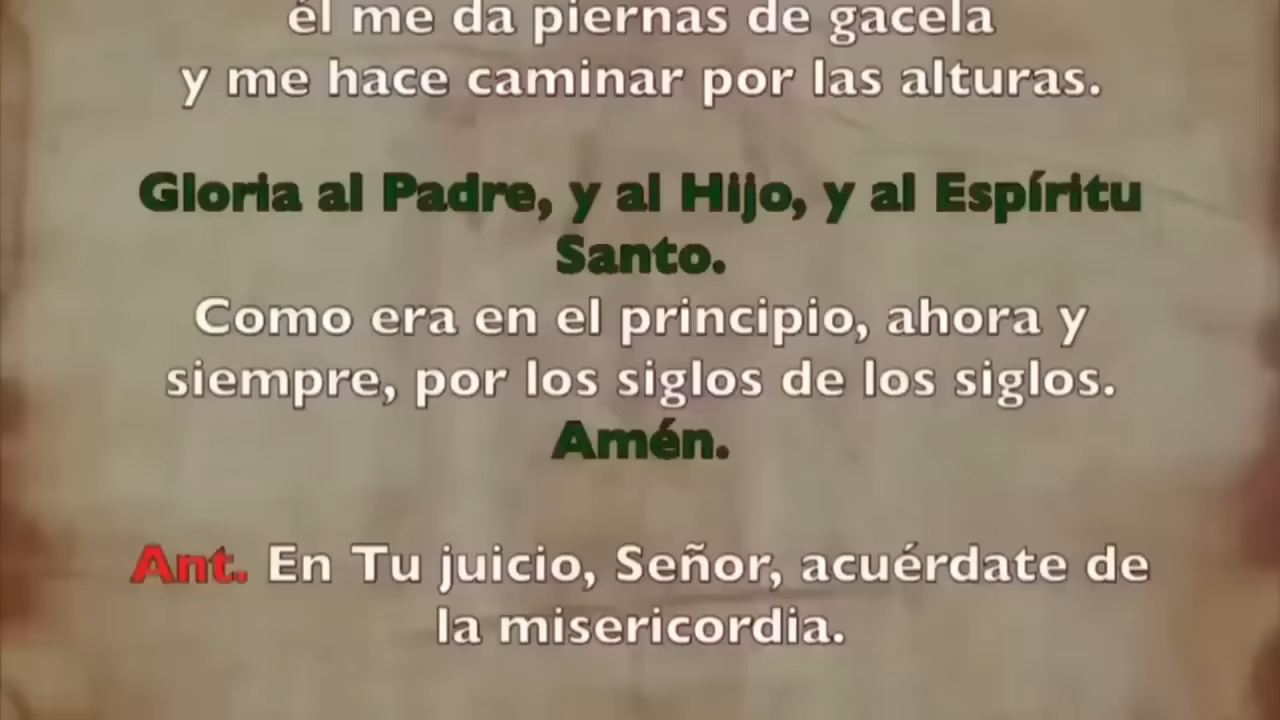 él me da piernas de gacela
y me hace caminar por las alturas.
Gloria al Padre, y al Hijo, y al Espíritu
Santo.
Como era en el principio, ahora y
siempre, por los siglos de los siglos.
Amén.
Ant. En Tu juicio, Señor, acuérdate de
la misericordia.